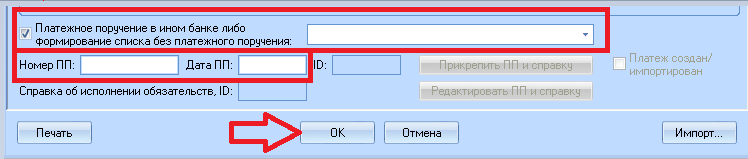 Платежное поручение в ином банке либо
формирование списка без платежного поручения:
Номер ПП: Дата ПП: ID: Прикрепить ПП и справку Платеж создан/
импортирован
Справка об исполнении обязательств, ID: Редактировать ПП и справку
Печать OK Отмена Импорт...